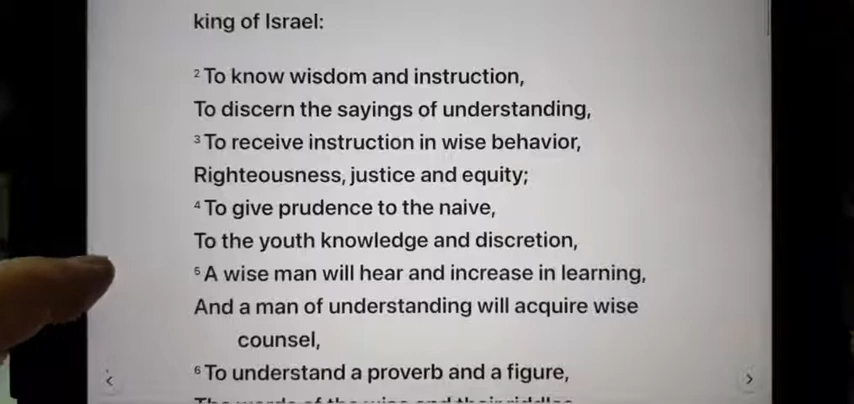 king of Israel:
2 To know wisdom and instruction,
To discern the sayings of understanding,
3 To receive instruction in wise behavior,
Righteousness, justice and equity;
4 To give prudence to the naive,
To the youth knowledge and discretion,
5 A wise man will hear and increase in learning,
And a man of understanding will acquire wise
counsel,
6 To understand a proverb and a figure,